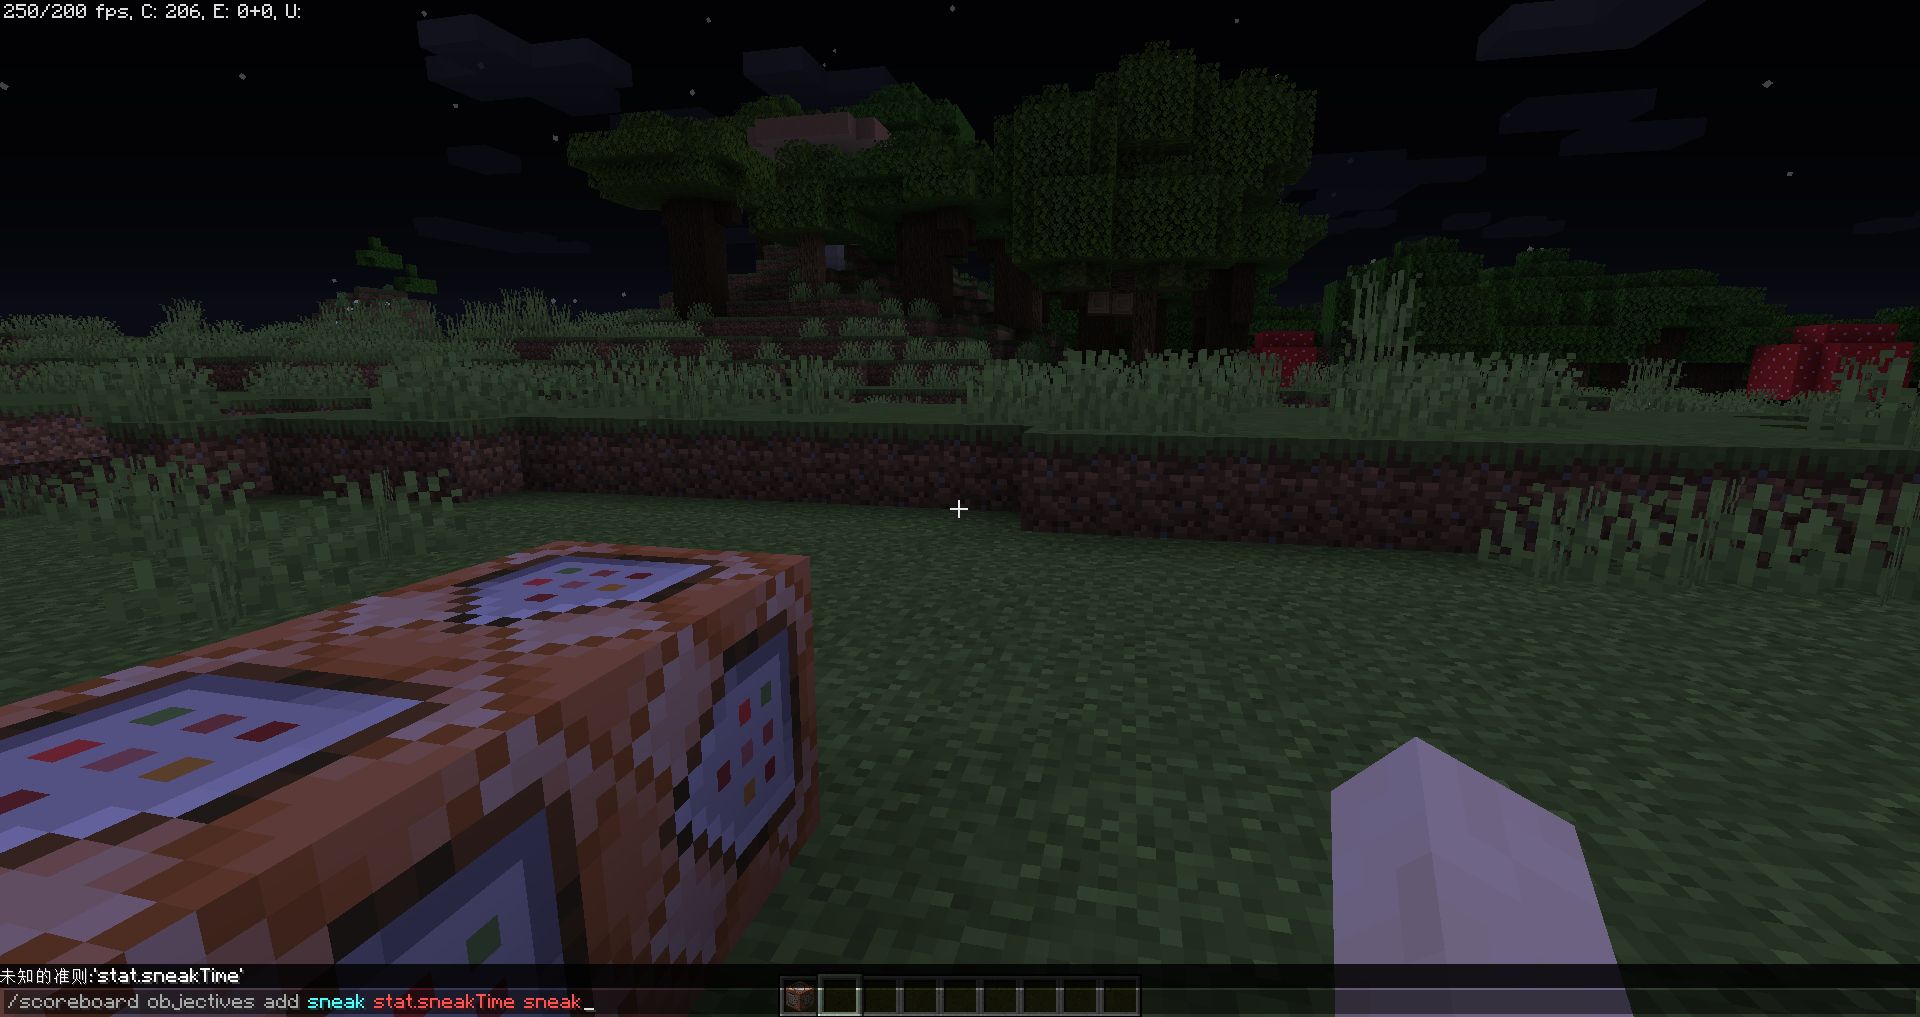 250/200 fps, C: 206, E: 0+0, U:
未知的准则:'stat.sneakTime'
/scoreboard objectives add sneak stat.sneakTime sneak_